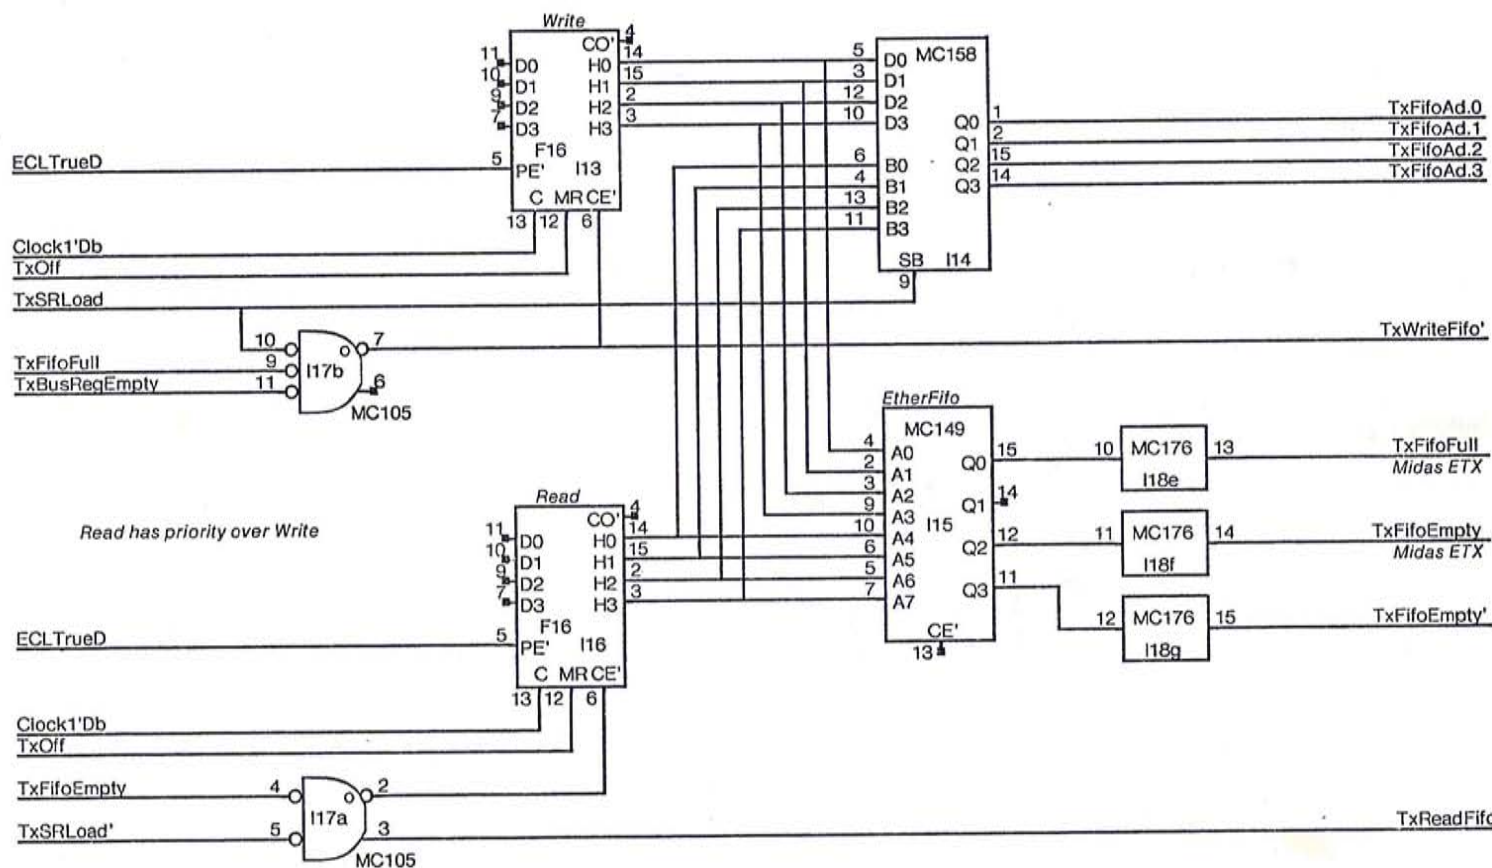 Write
4
CO'
11 D0 H0 14
10 D1 H1 15
9 D2 H2 2
7 D3 H3 3
F16
I13
ECLTrueD 5 PE'
C MR CE'
13 12 6
Clock1'Db
TxOff
TxSRLoad
5 D0 MC158
3 D1
12 D2
10 D3
6 B0
4 B1
13 B2
11 B3
Q0 1 TxFifoAd.0
Q1 2 TxFifoAd.1
Q2 15 TxFifoAd.2
Q3 14 TxFifoAd.3
SB I14
9
10 7 TxWriteFifo'
TxFifoFull 9 I17b
TxBusRegEmpty 11 6
MC105
EtherFifo
MC149
4 A0
2 A1
3 A2
9 A3
10 A4
6 A5
5 A6
7 A7
I15
Q0 15
Q1 14
Q2 12
Q3 11
CE'
13
10 MC176 13 TxFifoFull
I18e Midas ETX
11 MC176 14 TxFifoEmpty
I18f Midas ETX
12 MC176 15 TxFifoEmpty'
I18g
Read has priority over Write
Read
4
CO'
11 D0 H0 14
10 D1 H1 15
9 D2 H2 2
7 D3 H3 3
F16
I16
ECLTrueD 5 PE'
C MR CE'
13 12 6
Clock1'Db
TxOff
TxFifoEmpty 4 2
I17a
TxSRLoad' 5 3 TxReadFifo
MC105